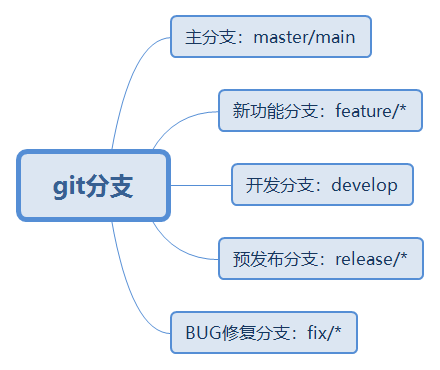 git分支
主分支：master/main
新功能分支：feature/*
开发分支：develop
预发布分支：release/*
BUG修复分支：fix/*